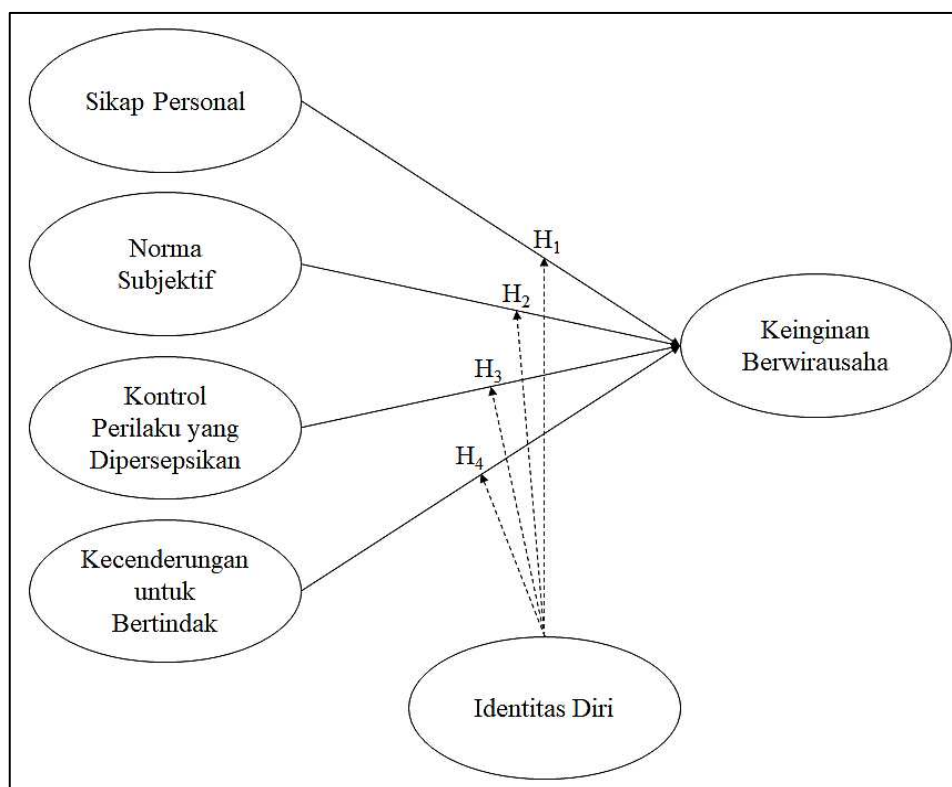 Sikap Personal
Norma
Subjektif
Kontrol
Perilaku yang
Dipersepsikan
Kecenderungan
untuk
Bertindak
H₁
H₂
H₃
H₄
Keinginan
Berwirausaha
Identitas Diri